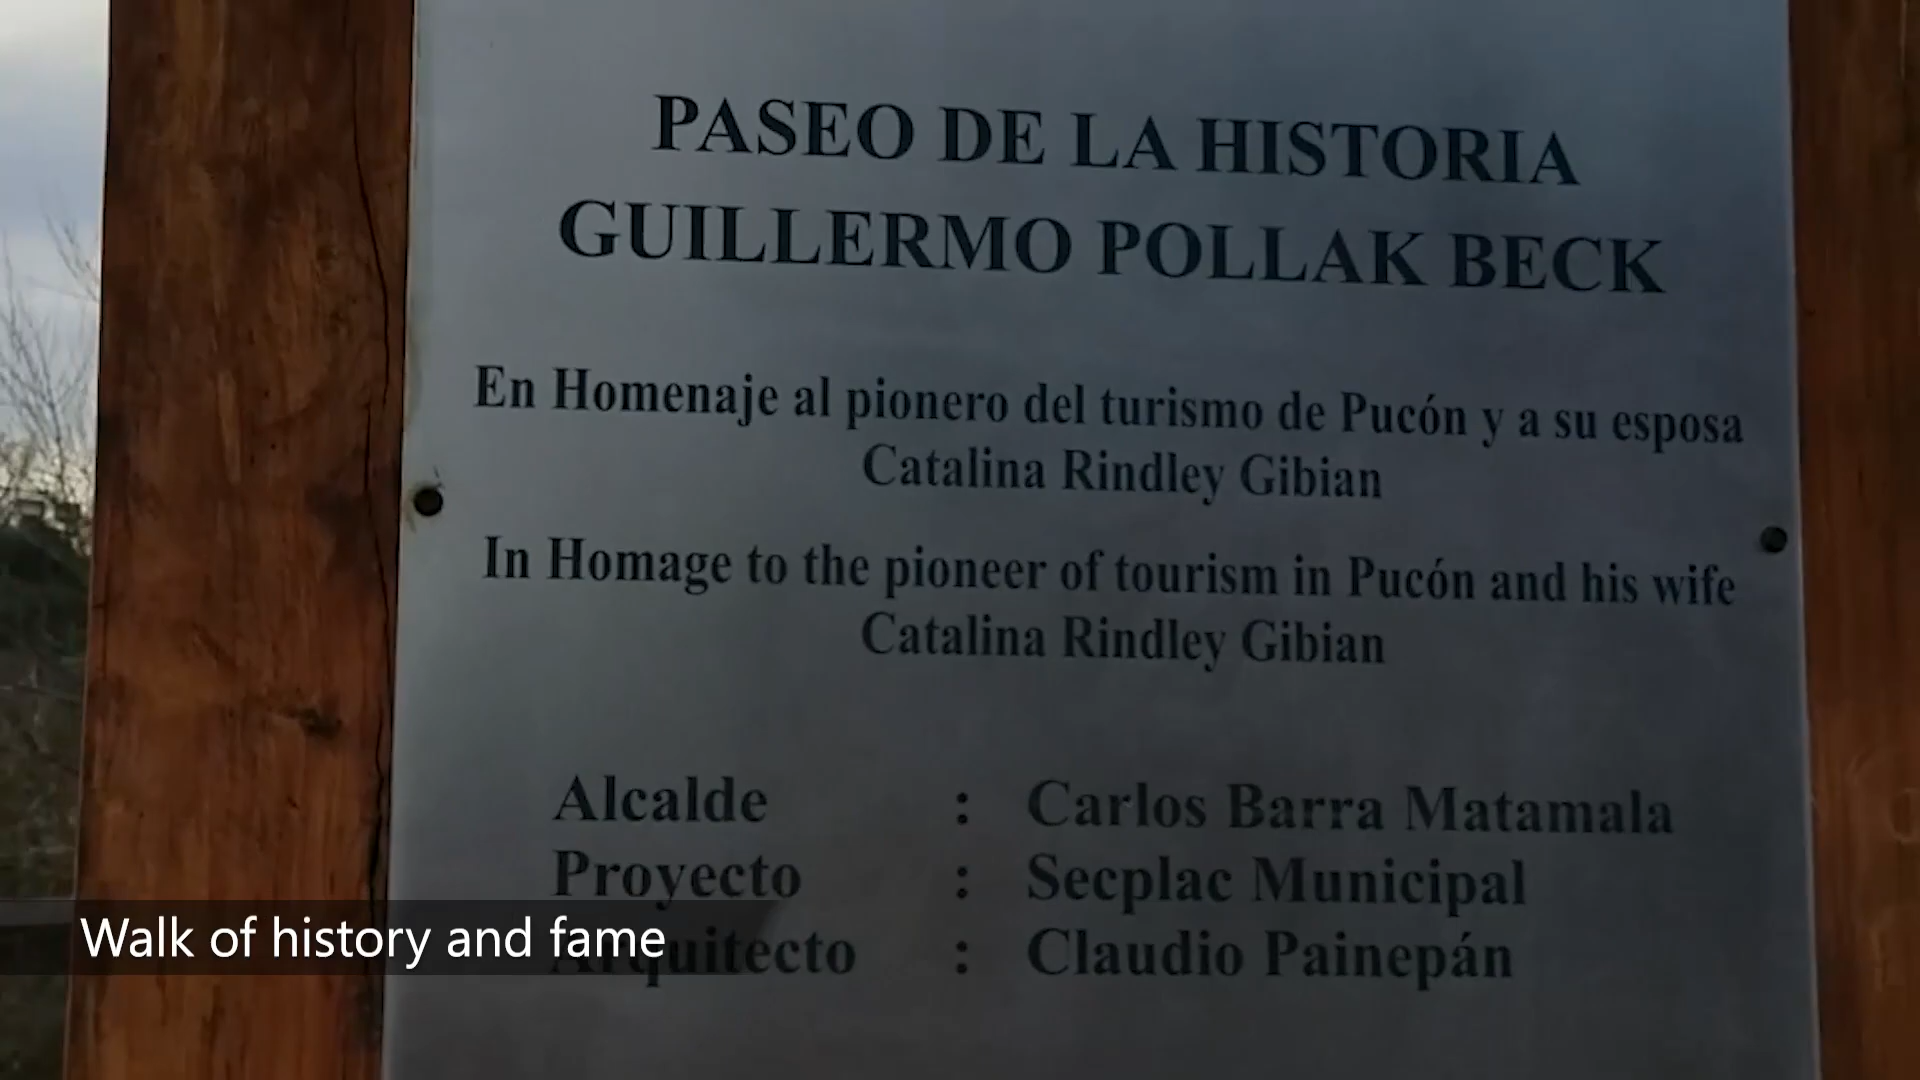 PASEO DE LA HISTORIA
GUILLERMO POLLAK BECK
En Homenaje al pionero del turismo de Pucón y a su esposa
Catalina Rindley Gibian
In Homage to the pioneer of tourism in Pucón and his wife
Catalina Rindley Gibian
Alcalde : Carlos Barra Matamala
Proyecto : Secplac Municipal
Arquitecto : Claudio Painepán
Walk of history and fame